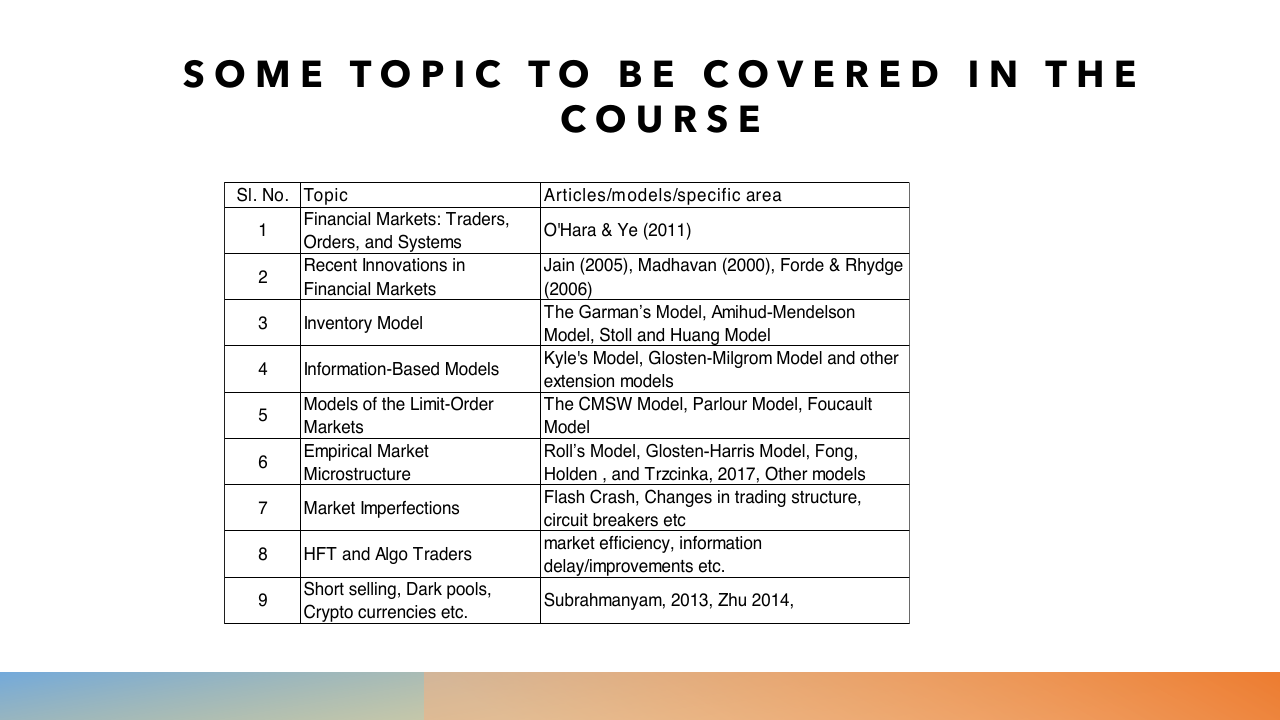 SOME TOPIC TO BE COVERED IN THE
COURSE
Sl. No. Topic Articles/models/specific area
1 Financial Markets: Traders, Orders, and Systems O'Hara & Ye (2011)
2 Recent Innovations in Financial Markets Jain (2005), Madhavan (2000), Forde & Rhydge (2006)
3 Inventory Model The Garman’s Model, Amihud-Mendelson Model, Stoll and Huang Model
4 Information-Based Models Kyle's Model, Glosten-Milgrom Model and other extension models
5 Models of the Limit-Order Markets The CMSW Model, Parlour Model, Foucault Model
6 Empirical Market Microstructure Roll’s Model, Glosten-Harris Model, Fong, Holden , and Trzcinka, 2017, Other models
7 Market Imperfections Flash Crash, Changes in trading structure, circuit breakers etc
8 HFT and Algo Traders market efficiency, information delay/improvements etc.
9 Short selling, Dark pools, Crypto currencies etc. Subrahmanyam, 2013, Zhu 2014,